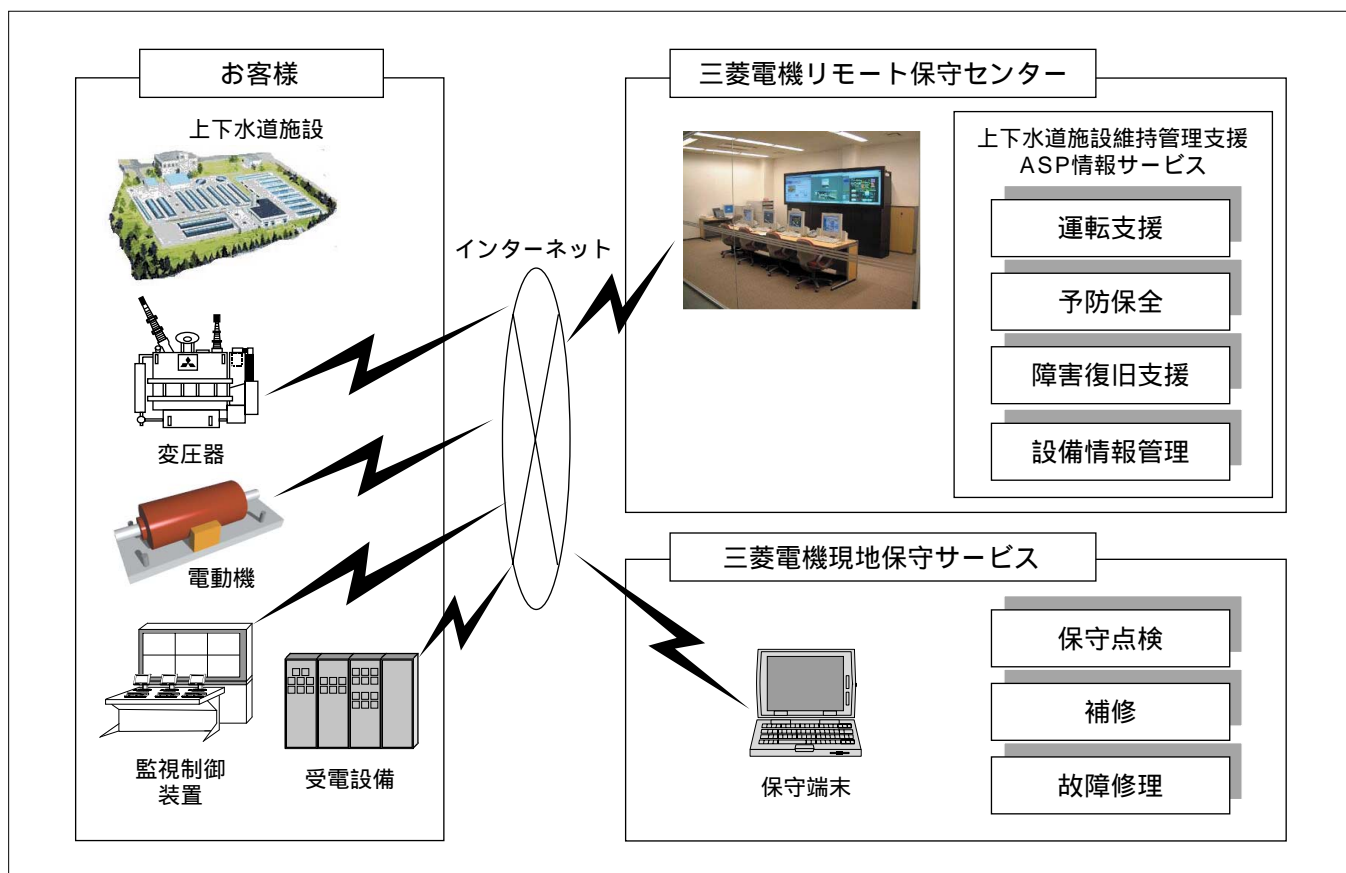 お客様
上下水道施設
変圧器
電動機
監視制御
装置
受電設備
インターネット
三菱電機リモート保守センター
上下水道施設維持管理支援
ASP情報サービス
運転支援
予防保全
障害復旧支援
設備情報管理
三菱電機現地保守サービス
保守端末
保守点検
補修
故障修理